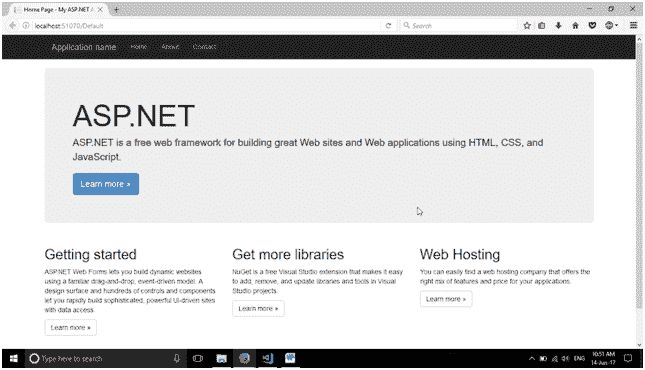 Home Page - My ASP.NET A
localhost:51070/Default
Search
Application name Home About Contact
ASP.NET
ASP.NET is a free web framework for building great Web sites and Web applications using HTML, CSS, and
JavaScript.
Learn more »
Getting started
ASP.NET Web Forms lets you build dynamic websites
using a familiar drag-and-drop, event-driven model. A
design surface and hundreds of controls and components
let you rapidly build sophisticated, powerful UI-driven sites
with data access.
Learn more »
Get more libraries
NuGet is a free Visual Studio extension that makes it easy
to add, remove, and update libraries and tools in Visual
Studio projects.
Learn more »
Web Hosting
You can easily find a web hosting company that offers the
right mix of features and price for your applications.
Learn more »
Type here to search
ENG
10:51 AM
14-Jun-17